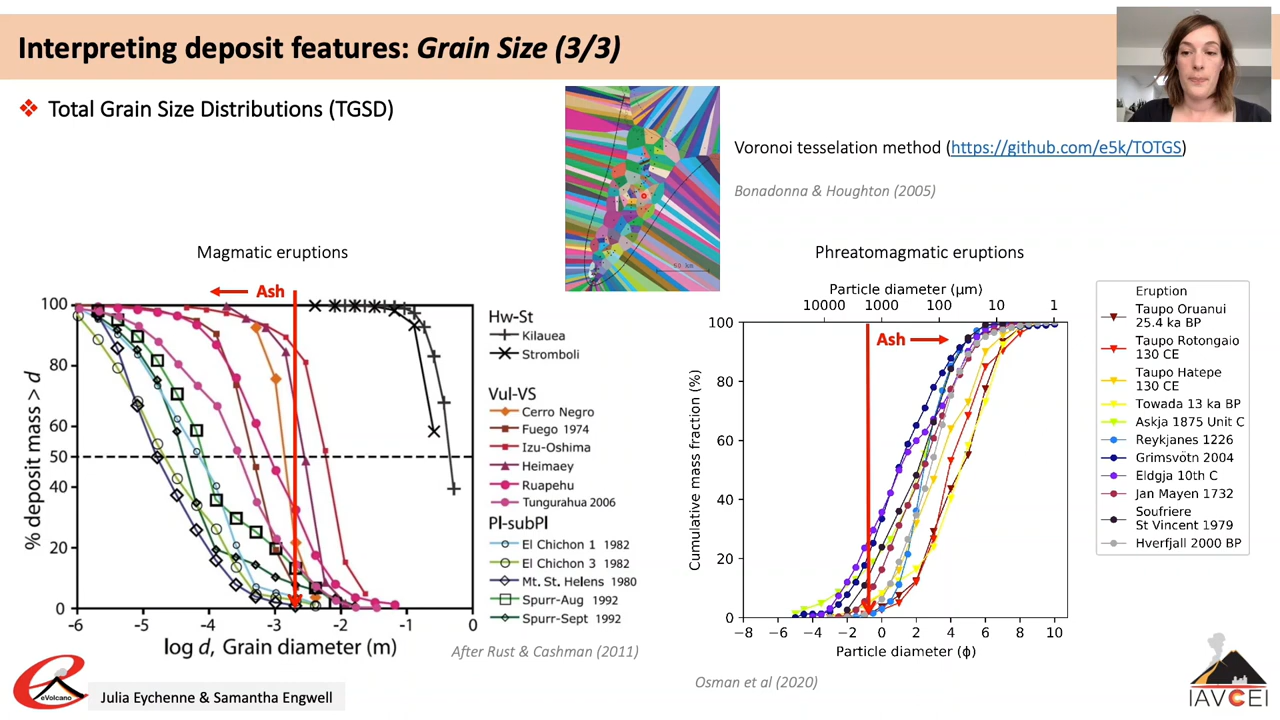 Interpreting deposit features: Grain Size (3/3)
❖ Total Grain Size Distributions (TGSD)
Voronoi tesselation method (https://github.com/e5k/TOTGS)
Bonadonna & Houghton (2005)
50 km
Magmatic eruptions
Ash
% deposit mass > d
100
80
60
50
40
20
0
-6 -5 -4 -3 -2 -1 0
log d, Grain diameter (m)
Hw-St
Kilauea
Stromboli
Vul-VS
Cerro Negro
Fuego 1974
Izu-Oshima
Heimaey
Ruapehu
Tungurahua 2006
Pl-subPl
El Chichon 1 1982
El Chichon 3 1982
Mt. St. Helens 1980
Spurr-Aug 1992
Spurr-Sept 1992
After Rust & Cashman (2011)
Phreatomagmatic eruptions
Particle diameter (μm)
10000 1000 100 10 1
Ash
Cumulative mass fraction (%)
100
80
60
40
20
0
−8 −6 −4 −2 0 2 4 6 8 10
Particle diameter (ϕ)
Eruption
Taupo Oruanui
25.4 ka BP
Taupo Rotongaio
130 CE
Taupo Hatepe
130 CE
Towada 13 ka BP
Askja 1875 Unit C
Reykjanes 1226
Grimsvötn 2004
Eldgja 10th C
Jan Mayen 1732
Soufriere
St Vincent 1979
Hverfjall 2000 BP
Osman et al (2020)
eVolcano
Julia Eychenne & Samantha Engwell
IAVCEI